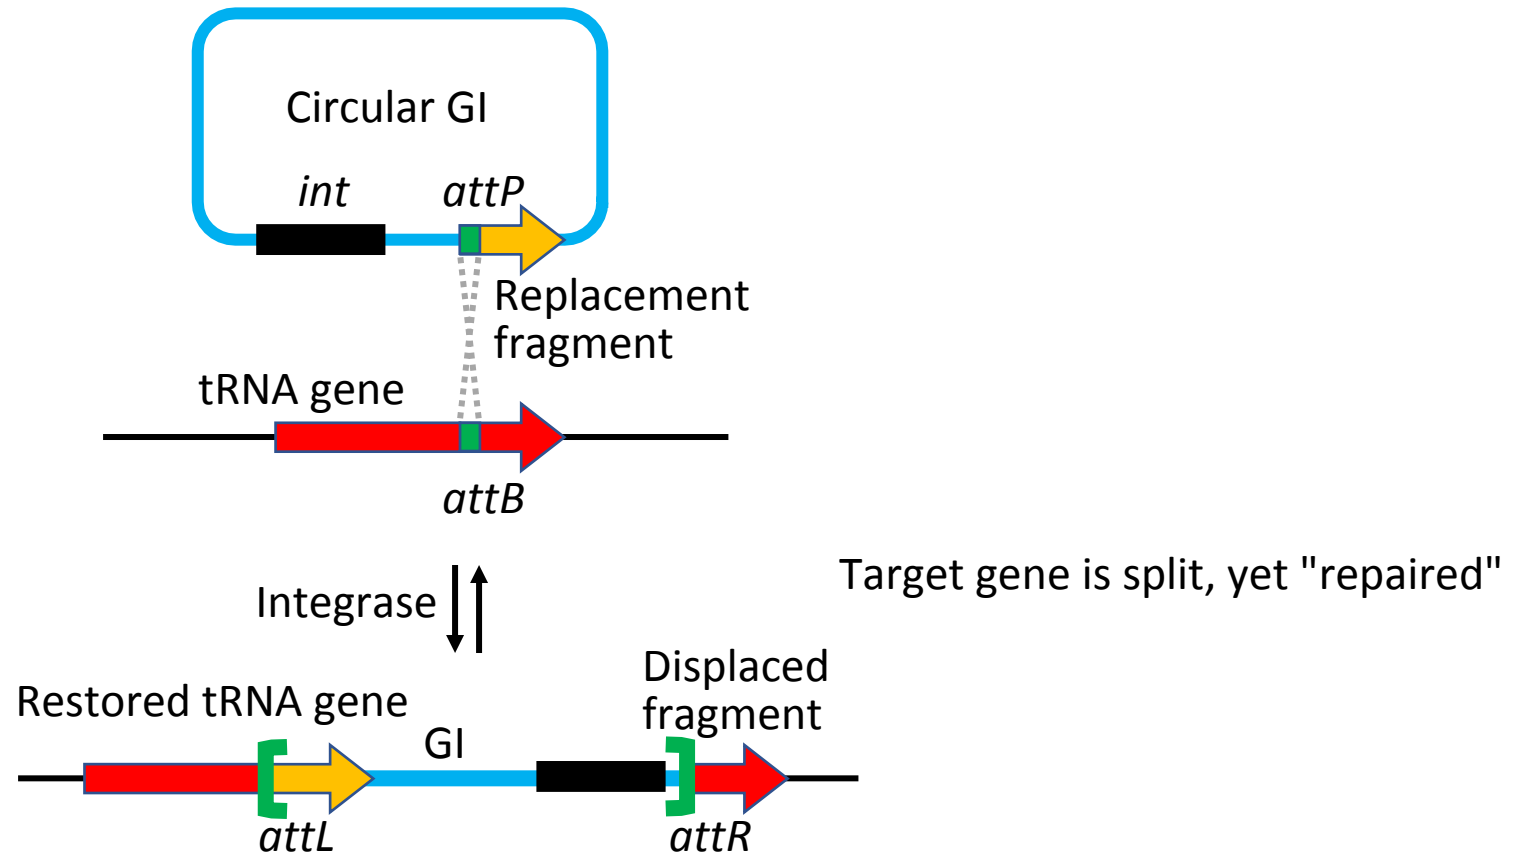 Circular GI
int
attP
Replacement
fragment
tRNA gene
attB
Integrase
Target gene is split, yet "repaired"
Restored tRNA gene
GI
Displaced
fragment
attL
attR